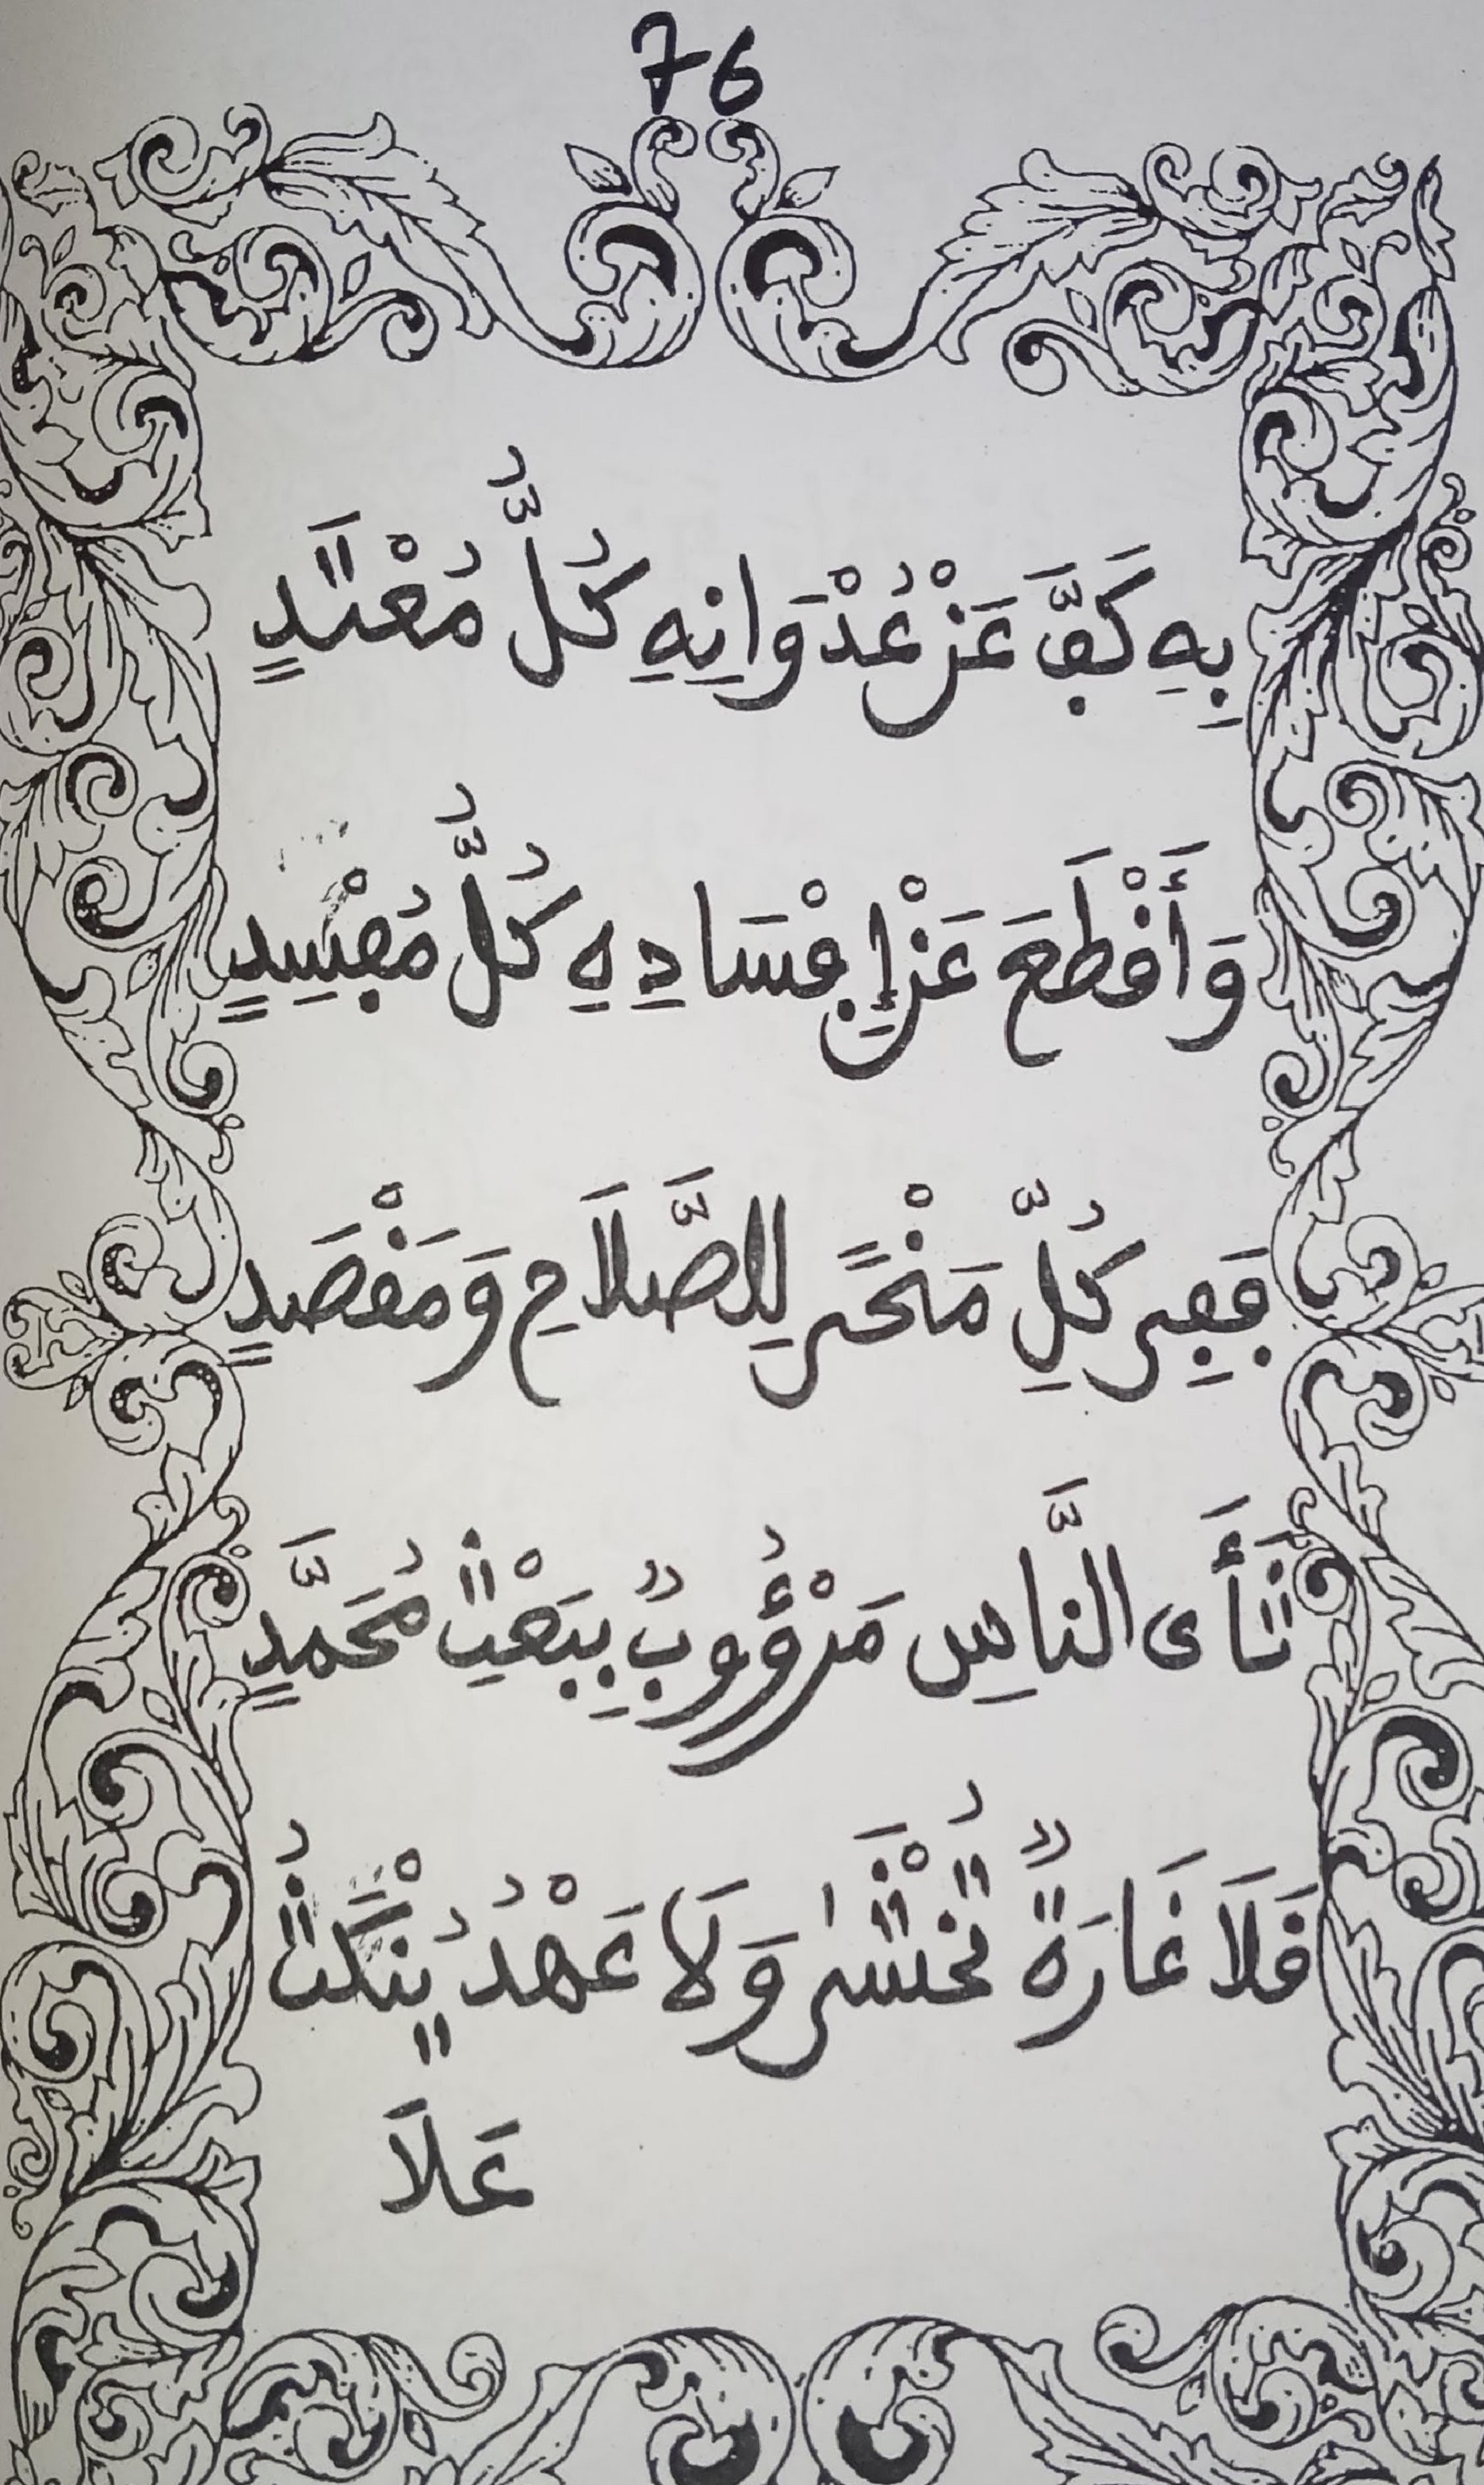 76
بِهِ كَفَّ عَنْ عُدْوَانِهِ كُلُّ مُعْتَدٍ
وَأَقْطَعَ عَنْ إِفْسَادِهِ كُلُّ مُفْسِدٍ
فَفِى كُلِّ مَنْحًى لِلصَّلَاحِ وَمَقْصَدٍ
ثَأَى النَّاسِ مَرْؤُوبٌ بِبَعْثِ مُحَمَّدٍ
فَلَا غَارَةٌ تُخْشَى وَلَا عَهْدُ يُنْكَثُ
عَلَا